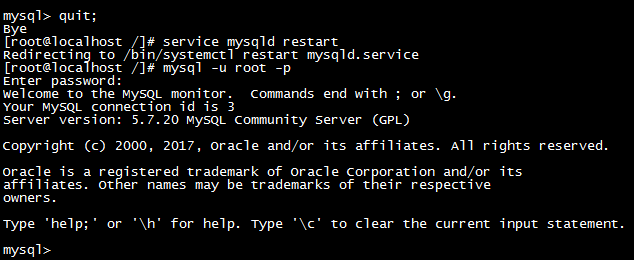 mysql> quit;
Bye
[root@localhost /]# service mysqld restart
Redirecting to /bin/systemctl restart mysqld.service
[root@localhost /]# mysql -u root -p
Enter password:
Welcome to the MySQL monitor.  Commands end with ; or \g.
Your MySQL connection id is 3
Server version: 5.7.20 MySQL Community Server (GPL)
Copyright (c) 2000, 2017, Oracle and/or its affiliates. All rights reserved.
Oracle is a registered trademark of Oracle Corporation and/or its
affiliates. Other names may be trademarks of their respective
owners.
Type 'help;' or '\h' for help. Type '\c' to clear the current input statement.
mysql>